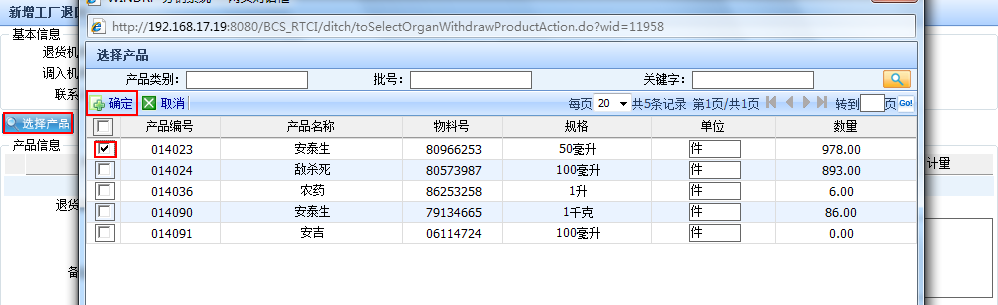 新增工厂退
基本信息
退货机
调入机
联系
选择产品
产品信息
退货
备
计量
http://192.168.17.19:8080/BCS_RTCI/ditch/toSelectOrganWithdrawProductAction.do?wid=11958
选择产品
产品类别: 批号: 关键字:
确定 取消 每页 20 共5条记录 第1页/共1页 转到 页 Go!
产品编号 产品名称 物料号 规格 单位 数量
014023 安泰生 80966253 50毫升 件 978.00
014024 敌杀死 80573987 100毫升 件 893.00
014036 农药 86253258 1升 件 6.00
014090 安泰生 79134665 1千克 件 86.00
014091 安吉 06114724 100毫升 件 0.00